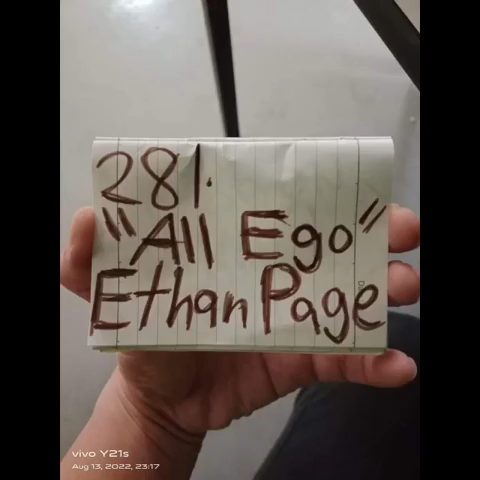 281.
"All Ego"
Ethan Page
vivo Y21s
Aug 13, 2022, 23:17